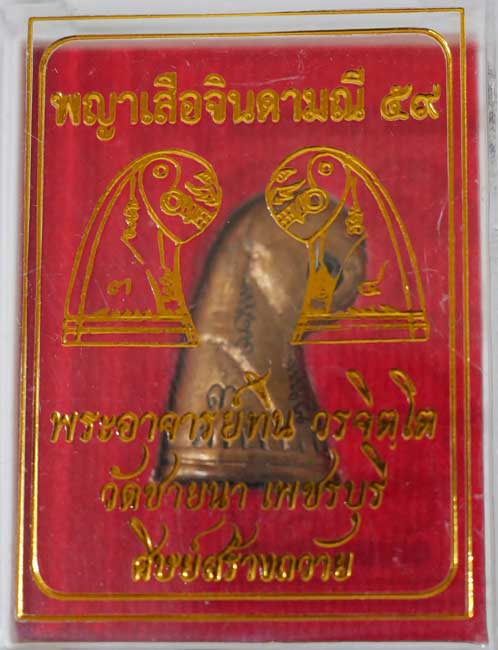 พญาเสือจินดามณี ๕๙
๓ ๔
พระอาจารย์ทืน วรจิตฺโต
วัดชายนา เพชรบุรี
ศิษย์สร้างถวาย